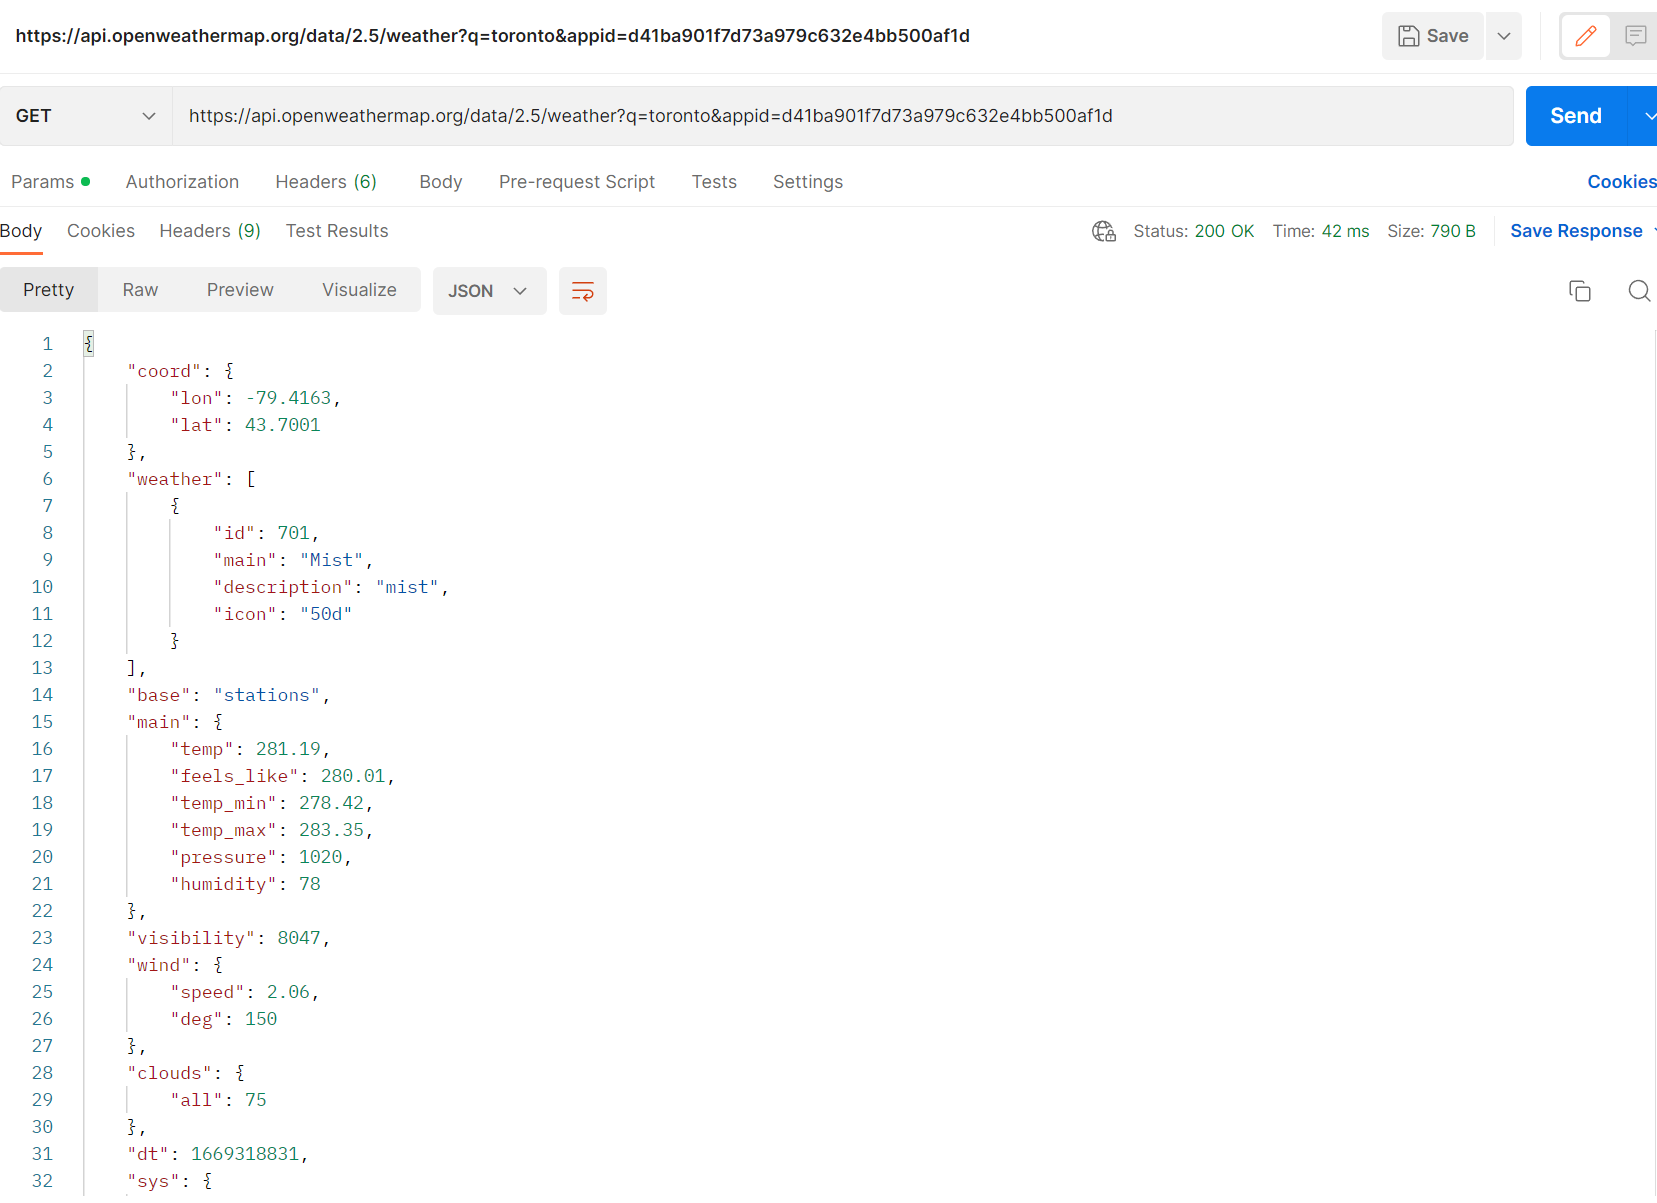 https://api.openweathermap.org/data/2.5/weather?q=toronto&appid=d41ba901f7d73a979c632e4bb500af1d
Save
GET
https://api.openweathermap.org/data/2.5/weather?q=toronto&appid=d41ba901f7d73a979c632e4bb500af1d
Send
Params Authorization Headers (6) Body Pre-request Script Tests Settings Cookies
Body Cookies Headers (9) Test Results Status: 200 OK Time: 42 ms Size: 790 B Save Response
Pretty Raw Preview Visualize JSON
1 {
2 "coord": {
3 "lon": -79.4163,
4 "lat": 43.7001
5 },
6 "weather": [
7 {
8 "id": 701,
9 "main": "Mist",
10 "description": "mist",
11 "icon": "50d"
12 }
13 ],
14 "base": "stations",
15 "main": {
16 "temp": 281.19,
17 "feels_like": 280.01,
18 "temp_min": 278.42,
19 "temp_max": 283.35,
20 "pressure": 1020,
21 "humidity": 78
22 },
23 "visibility": 8047,
24 "wind": {
25 "speed": 2.06,
26 "deg": 150
27 },
28 "clouds": {
29 "all": 75
30 },
31 "dt": 1669318831,
32 "sys": {